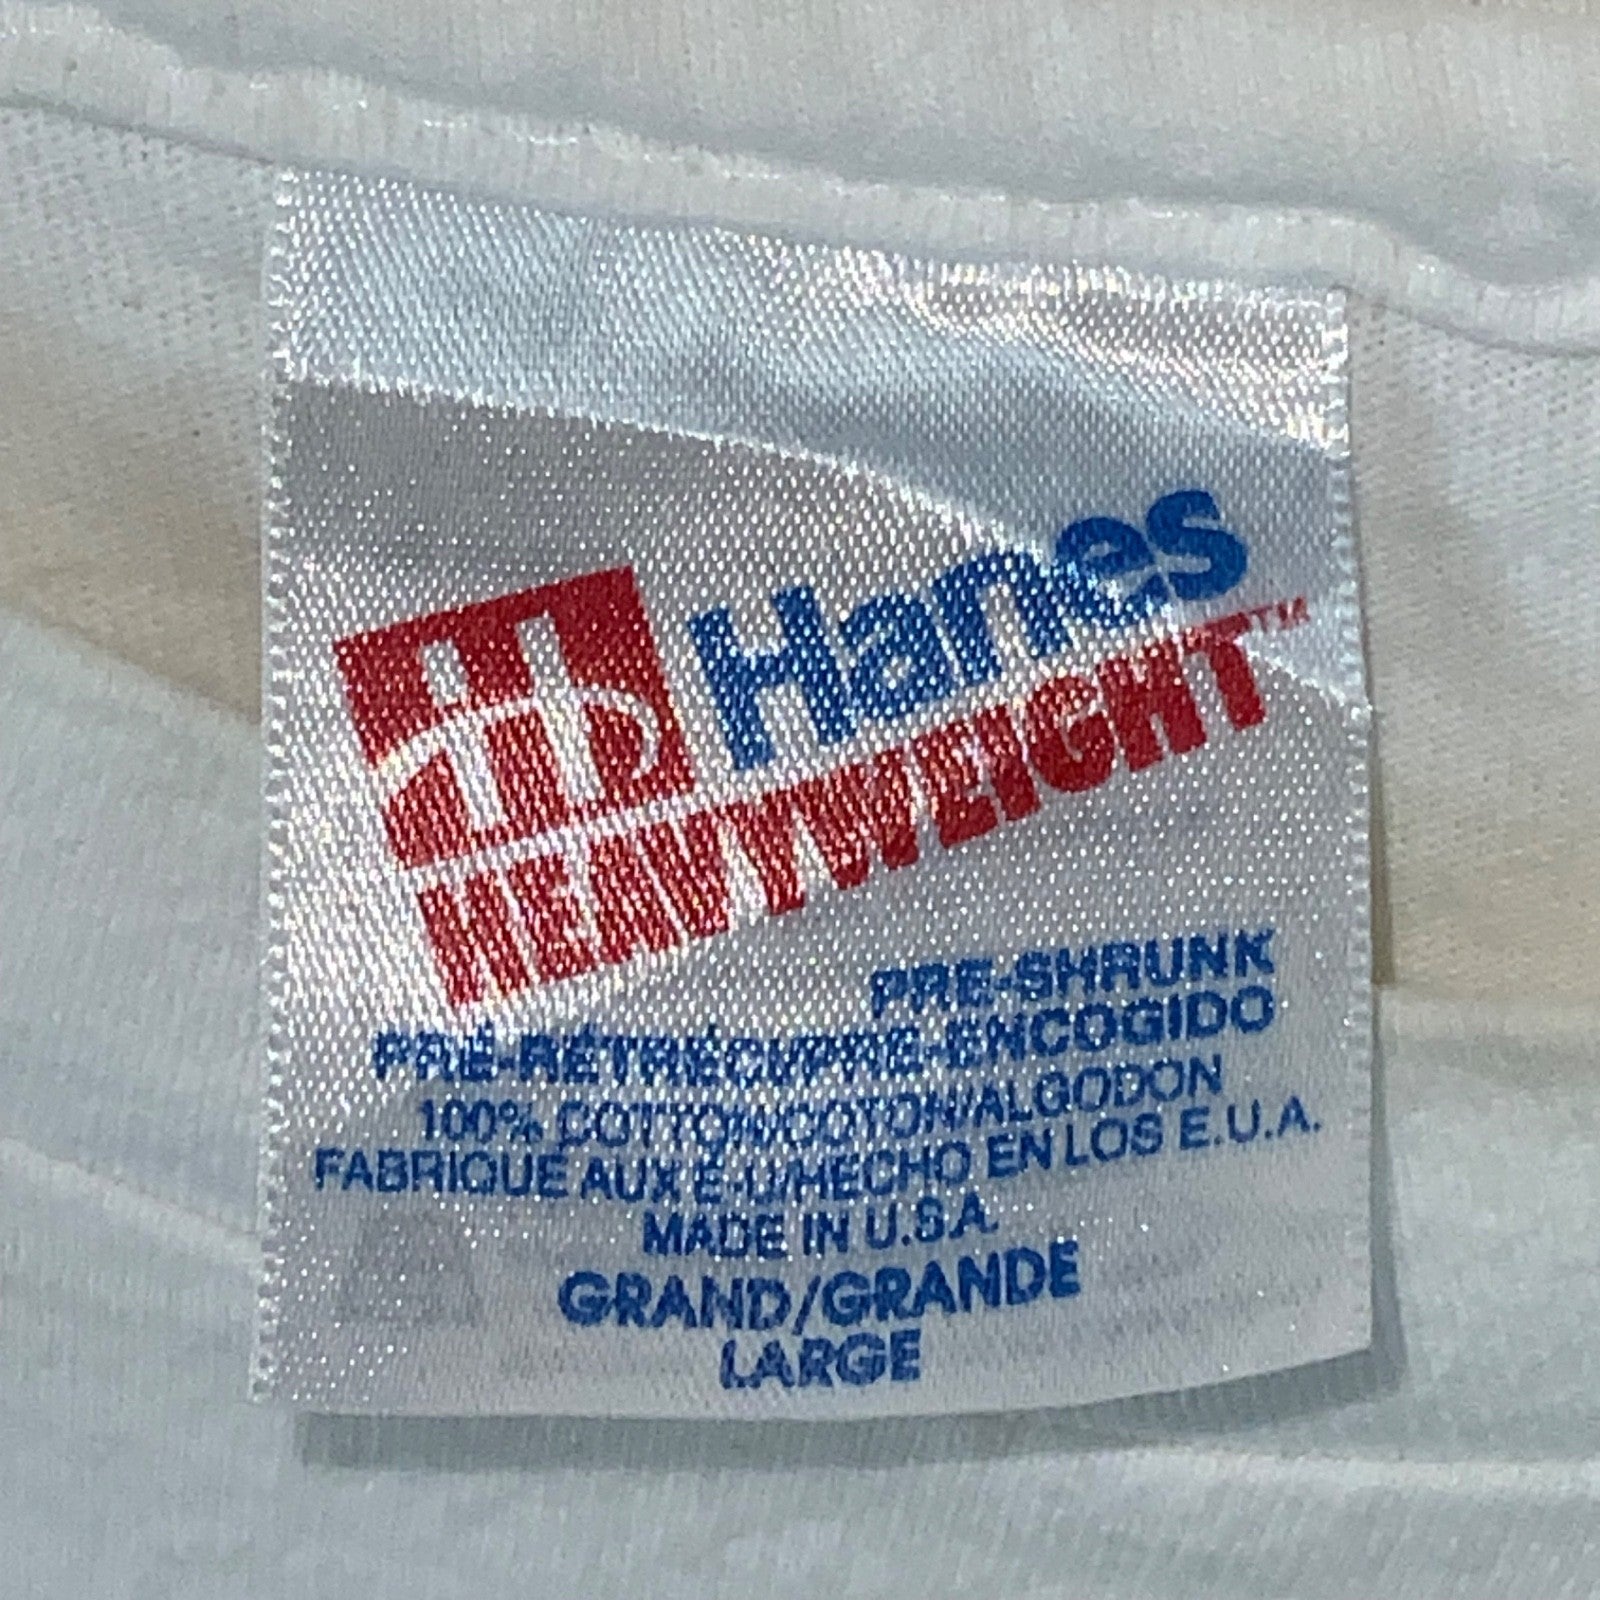 Hanes
HEAVYWEIGHT™
PRE-SHRUNK
PRÉ-RÉTRÉCI/PRE-ENCOGIDO
100% COTTON/COTON/ALGODON
FABRIQUE AUX É-U/HECHO EN LOS E.U.A.
MADE IN U.S.A.
GRAND/GRANDE
LARGE